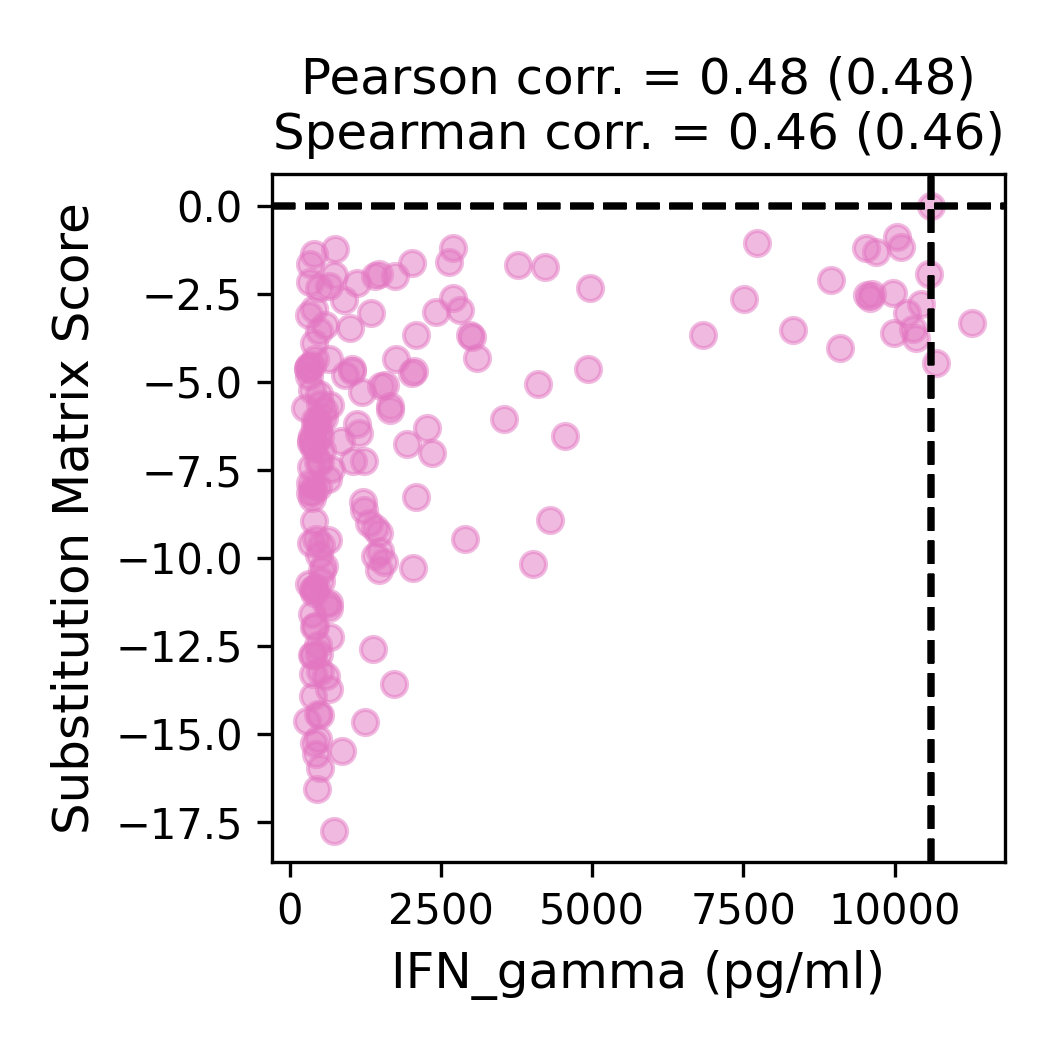 Pearson corr. = 0.48 (0.48)
Spearman corr. = 0.46 (0.46)
Substitution Matrix Score
0.0
−2.5
−5.0
−7.5
−10.0
−12.5
−15.0
−17.5
0 2500 5000 7500 10000
IFN_gamma (pg/ml)